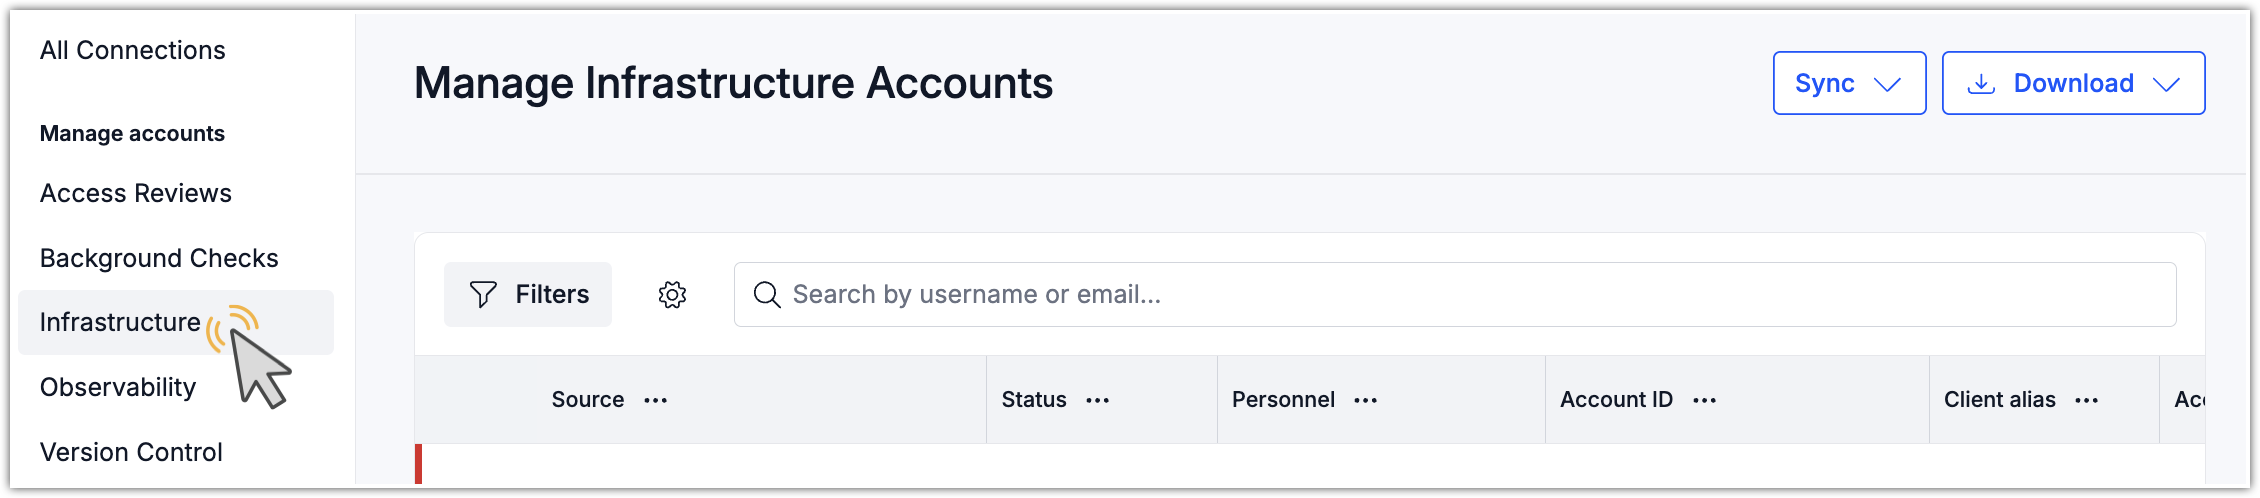 All Connections
Manage accounts
Access Reviews
Background Checks
Infrastructure
Observability
Version Control
Manage Infrastructure Accounts
Sync
Download
Filters
Search by username or email...
Source ••• Status ••• Personnel ••• Account ID ••• Client alias •••